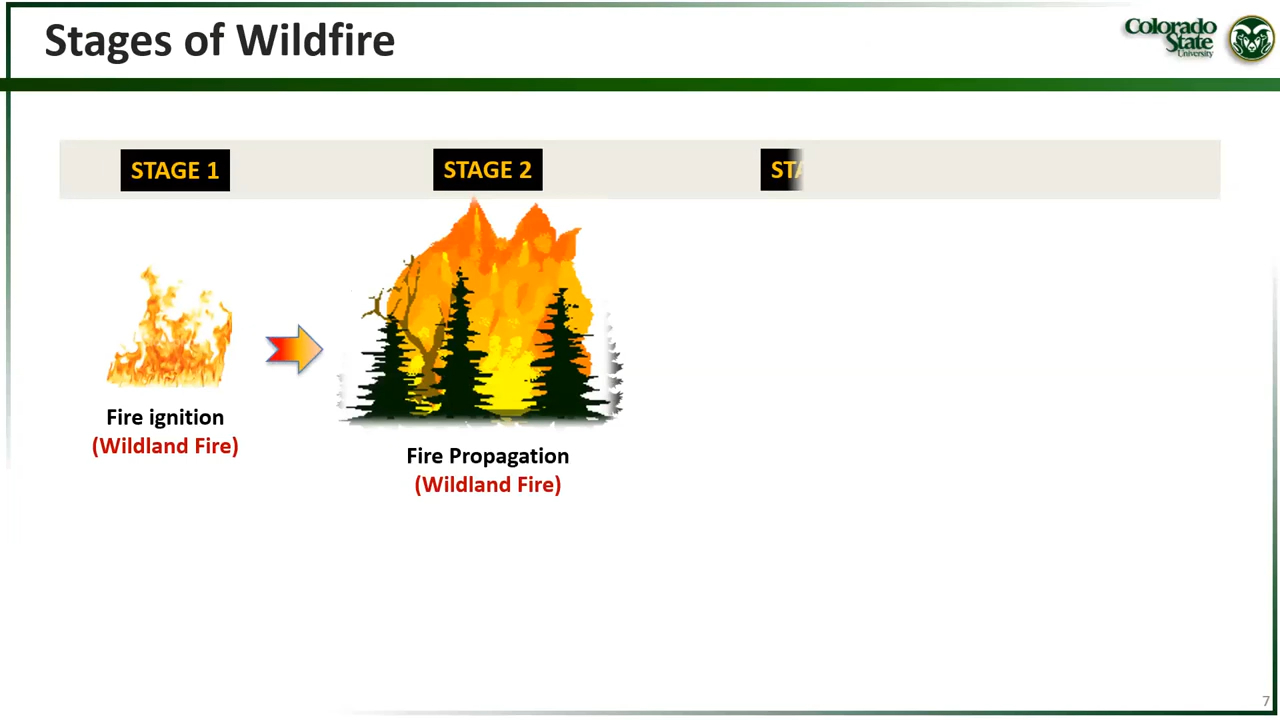 Stages of Wildfire
Colorado
State
University
STAGE 1
STAGE 2
Fire ignition
(Wildland Fire)
Fire Propagation
(Wildland Fire)
7